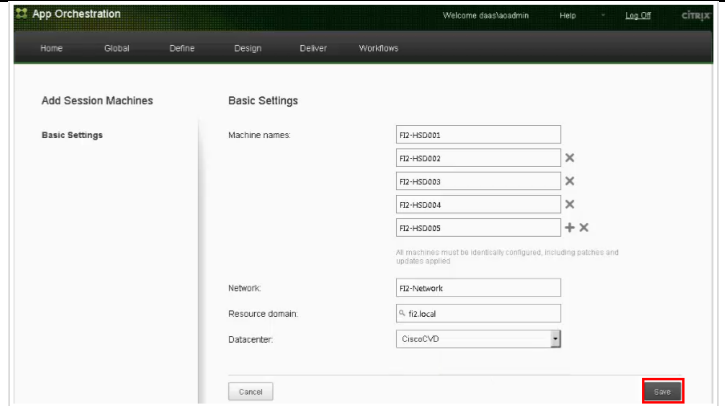 App Orchestration
Welcome daas\aoadmin Help Log Off CİTRIX
Home Global Define Design Deliver Workflows
Add Session Machines
Basic Settings
Basic Settings
Machine names:
FI2-HSD001
FI2-HSD002
FI2-HSD003
FI2-HSD004
FI2-HSD005
All machines must be identically configured, including patches and
updates applied
Network: FI2-Network
Resource domain: fi2.local
Datacenter: CiscoCVD
Cancel Save